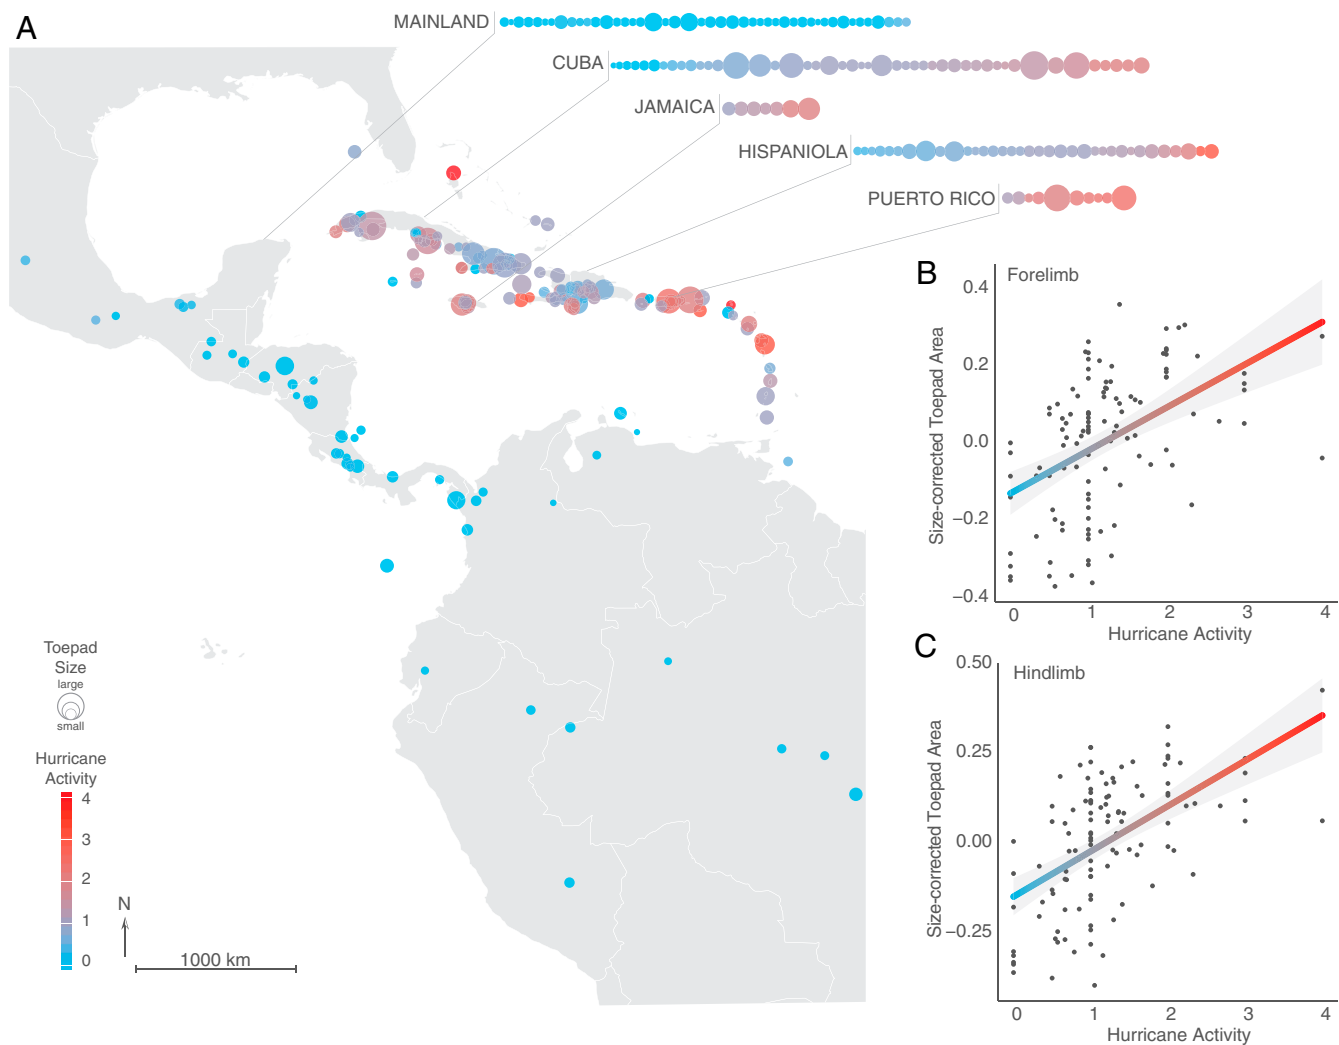 A
MAINLAND
CUBA
JAMAICA
HISPANIOLA
PUERTO RICO
Toepad
Size
large
small
Hurricane
Activity
4
3
2
1
0
N
1000 km
B
Forelimb
Size-corrected Toepad Area
0.4
0.2
0.0
−0.2
−0.4
0 1 2 3 4
Hurricane Activity
C
Hindlimb
Size-corrected Toepad Area
0.50
0.25
0.00
−0.25
0 1 2 3 4
Hurricane Activity